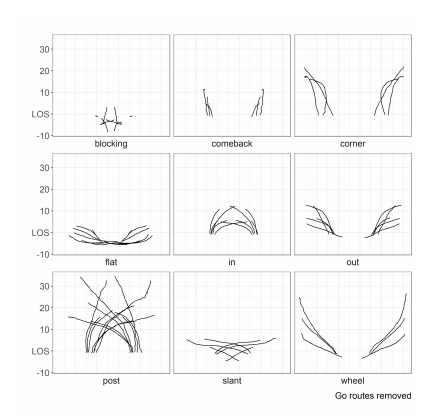 30
20
10
LOS
-10
blocking
comeback
corner
30
20
10
LOS
-10
flat
in
out
30
20
10
LOS
-10
post
slant
wheel
Go routes removed